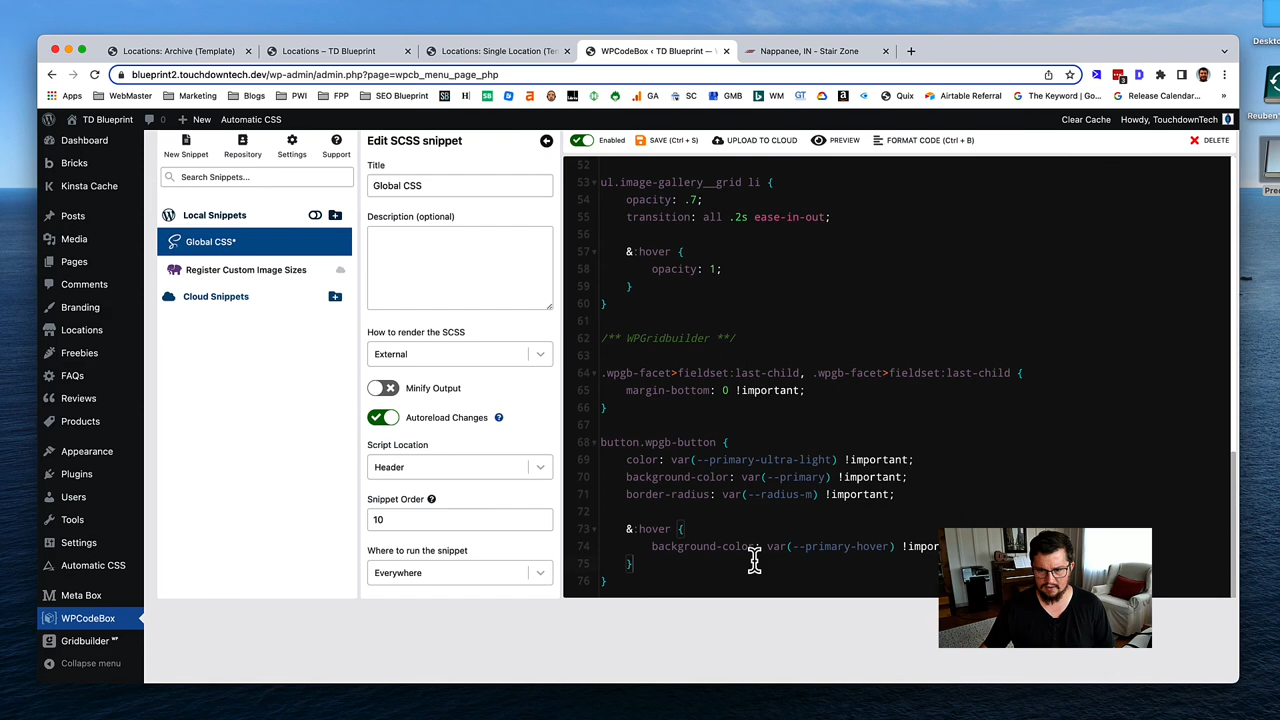 Desktop
Locations: Archive (Template)
Locations – TD Blueprint
Locations: Single Location (Ten
WPCodeBox ‹ TD Blueprint —
Nappanee, IN - Stair Zone
blueprint2.touchdowntech.dev/wp-admin/admin.php?page=wpcb_menu_page_php
Apps WebMaster Marketing Blogs PWI FPP SEO Blueprint GA SC GMB WM Quix Airtable Referral The Keyword | Go... Release Calendar...
Reuben'
TD Blueprint 0 New Automatic CSS Clear Cache Howdy, TouchdownTech
Dashboard
Bricks
Kinsta Cache
Posts
Media
Pages
Comments
Branding
Locations
Freebies
FAQs
Reviews
Products
Appearance
Plugins
Users
Tools
Settings
Automatic CSS
Meta Box
WPCodeBox
Gridbuilder WP
Collapse menu
New Snippet Repository Settings Support
Search Snippets...
Local Snippets
Global CSS*
Register Custom Image Sizes
Cloud Snippets
Edit SCSS snippet
Title
Global CSS
Description (optional)
How to render the SCSS
External
Minify Output
Autoreload Changes
Script Location
Header
Snippet Order
10
Where to run the snippet
Everywhere
Enabled SAVE (Ctrl + S) UPLOAD TO CLOUD PREVIEW FORMAT CODE (Ctrl + B) DELETE
52
53 ul.image-gallery__grid li {
54 opacity: .7;
55 transition: all .2s ease-in-out;
56
57 &:hover {
58 opacity: 1;
59 }
60 }
61
62 /** WPGridbuilder **/
63
64 .wpgb-facet>fieldset:last-child, .wpgb-facet>fieldset:last-child {
65 margin-bottom: 0 !important;
66 }
67
68 button.wpgb-button {
69 color: var(--primary-ultra-light) !important;
70 background-color: var(--primary) !important;
71 border-radius: var(--radius-m) !important;
72
73 &:hover {
74 background-color: var(--primary-hover) !impor
75 }
76 }